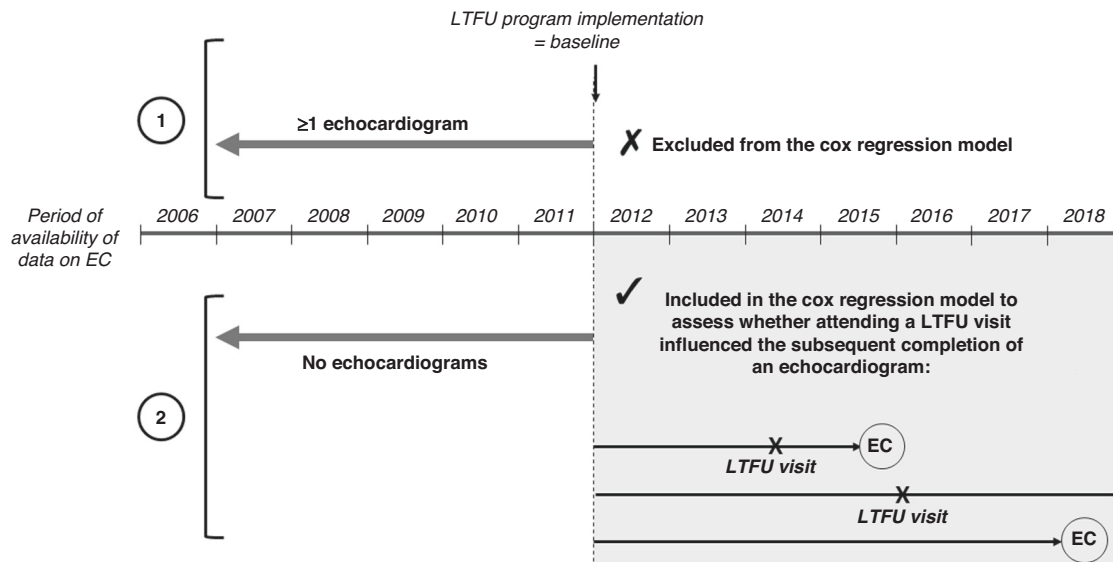 LTFU program implementation
= baseline
1
≥1 echocardiogram
✗ Excluded from the cox regression model
Period of
availability of
data on EC
2006 2007 2008 2009 2010 2011 2012 2013 2014 2015 2016 2017 2018
✓ Included in the cox regression model to
assess whether attending a LTFU visit
influenced the subsequent completion of
an echocardiogram:
No echocardiograms
2
X
EC
LTFU visit
X
LTFU visit
EC